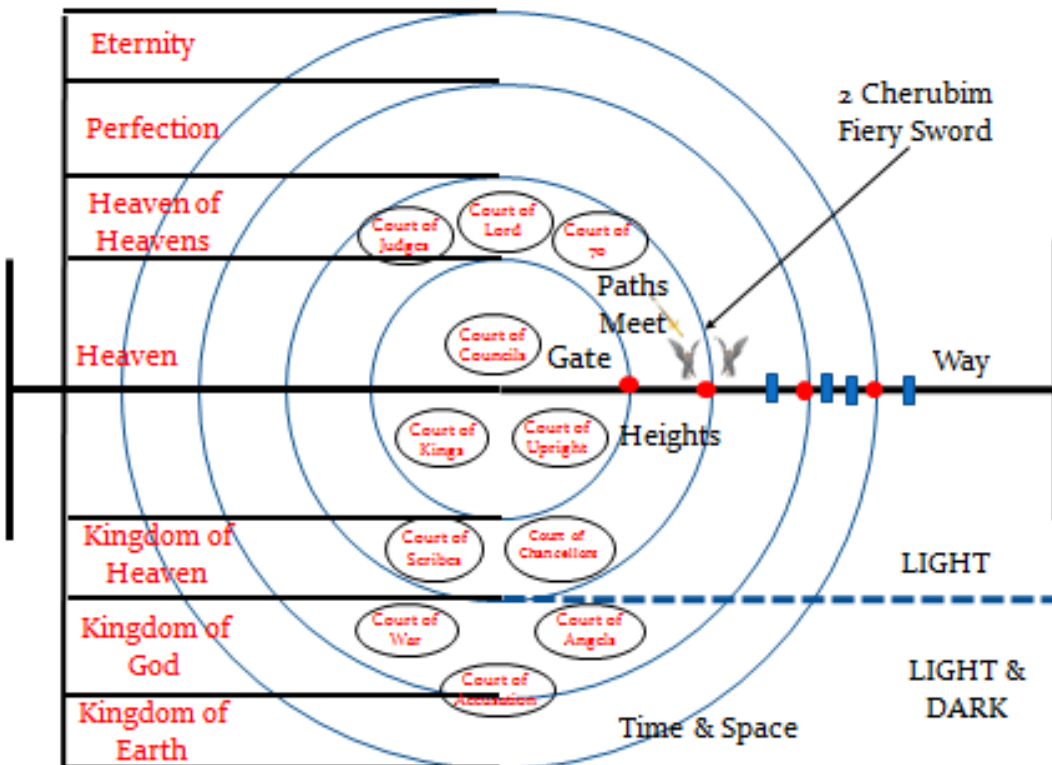 Eternity
Perfection
2 Cherubim
Fiery Sword
Heaven of
Heavens
Court of
Judges
Court of
Lord
Court of
70
Paths
Meet
Heaven
Court of
Councils
Gate
Way
Court of
Kings
Court of
Upright
Heights
Kingdom of
Heaven
Court of
Scribes
Court of
Chancellors
LIGHT
Kingdom of
God
Court of
War
Court of
Angels
LIGHT &
DARK
Court of
Accusation
Kingdom of
Earth
Time & Space